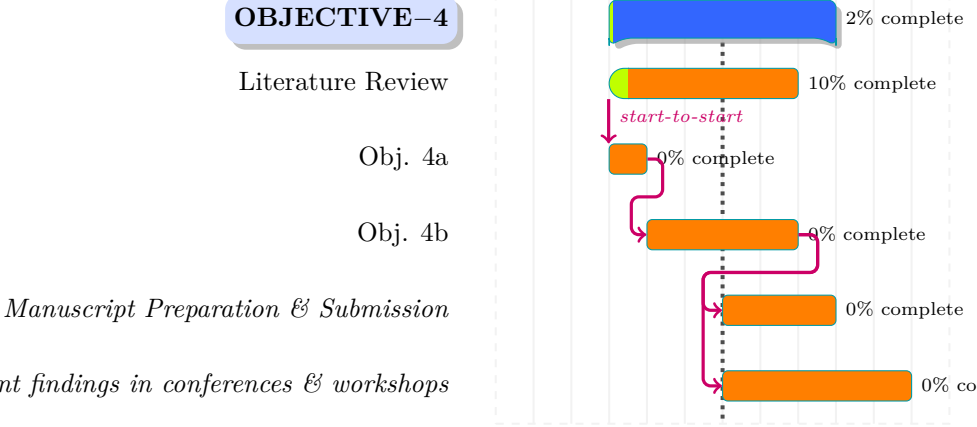 OBJECTIVE−4
2% complete
Literature Review
10% complete
start-to-start
Obj. 4a
0% complete
Obj. 4b
0% complete
Manuscript Preparation & Submission
0% complete
findings in conferences & workshops
0%